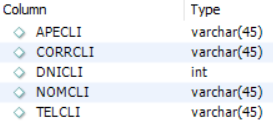 Column Type
APECLI varchar(45)
CORRCLI varchar(45)
DNICLI int
NOMCLI varchar(45)
TELCLI varchar(45)